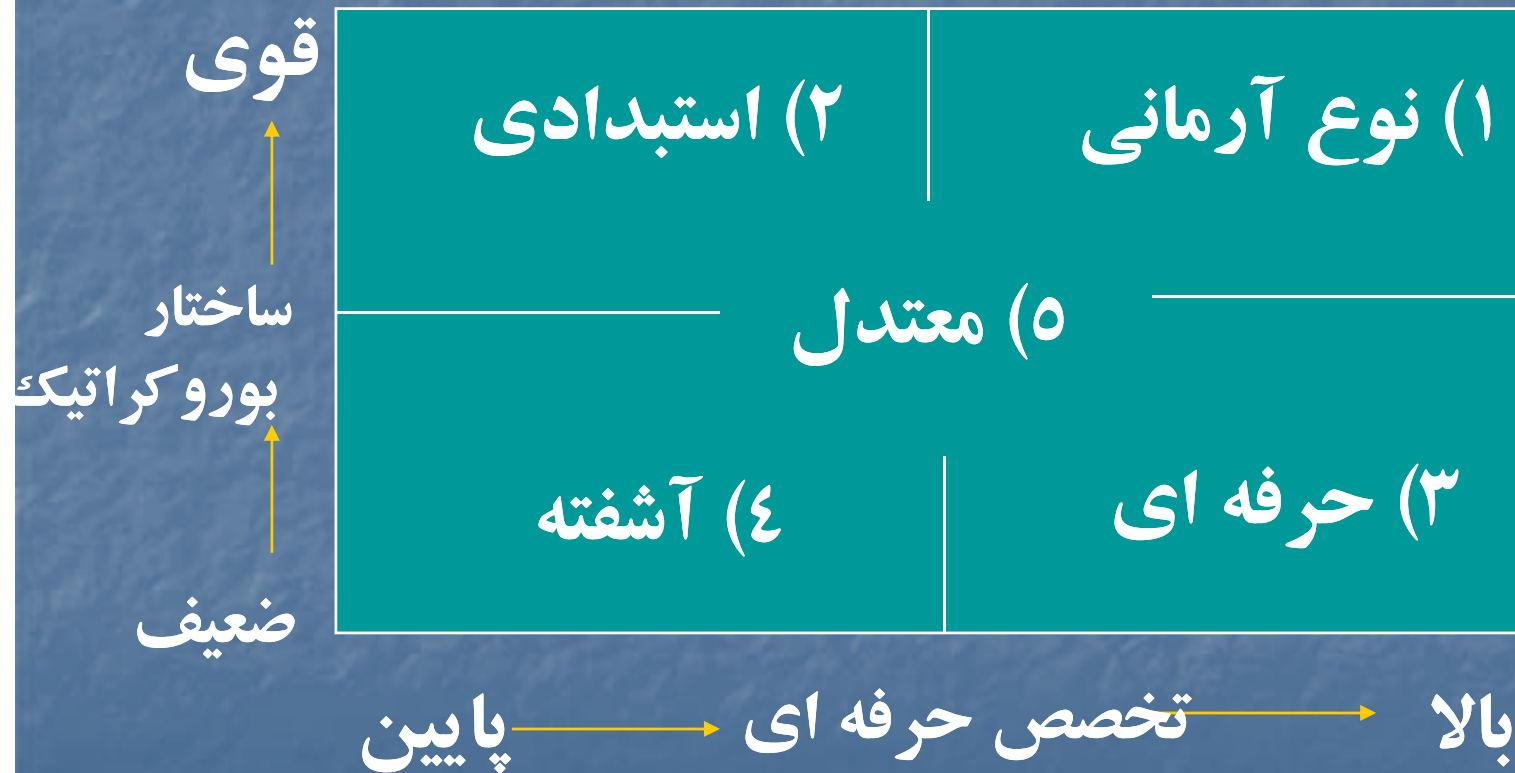 قوی
۱) نوع آرمانی
۲) استبدادی
ساختار
بوروکراتیک
۵) معتدل
۳) حرفه ای
٤) آشفته
ضعیف
بالا
تخصص حرفه ای
پایین